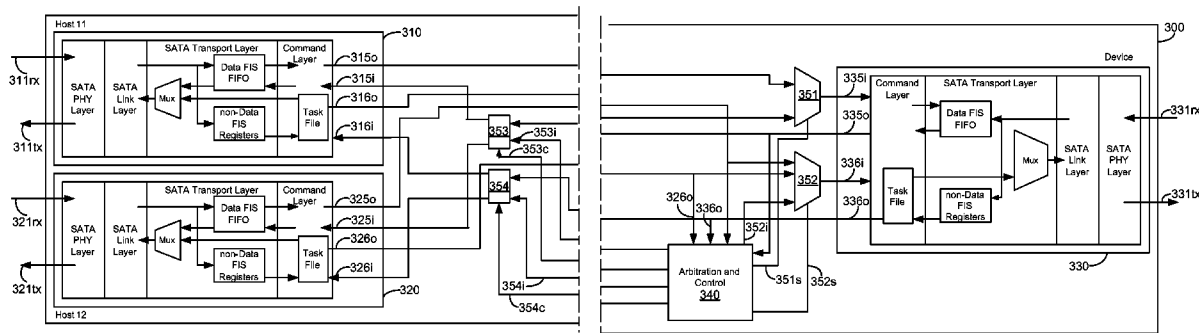 Host 11
310
SATA Transport Layer
Command Layer
Data FIS FIFO
315o
315i
316o
316i
311rx
311tx
SATA PHY Layer
SATA Link Layer
Mux
non-Data FIS Registers
Task File
353
353i
353c
354
SATA Transport Layer
Command Layer
Data FIS FIFO
325o
325i
326o
326i
321rx
321tx
SATA PHY Layer
SATA Link Layer
Mux
non-Data FIS Registers
Task File
354i
354c
320
Host 12
300
Device
351
335i
335o
352
336i
336o
326o
336o
352i
351s
352s
Arbitration and Control
340
Command Layer
SATA Transport Layer
Data FIS FIFO
Mux
Task File
non-Data FIS Registers
SATA Link Layer
SATA PHY Layer
331rx
331tx
330